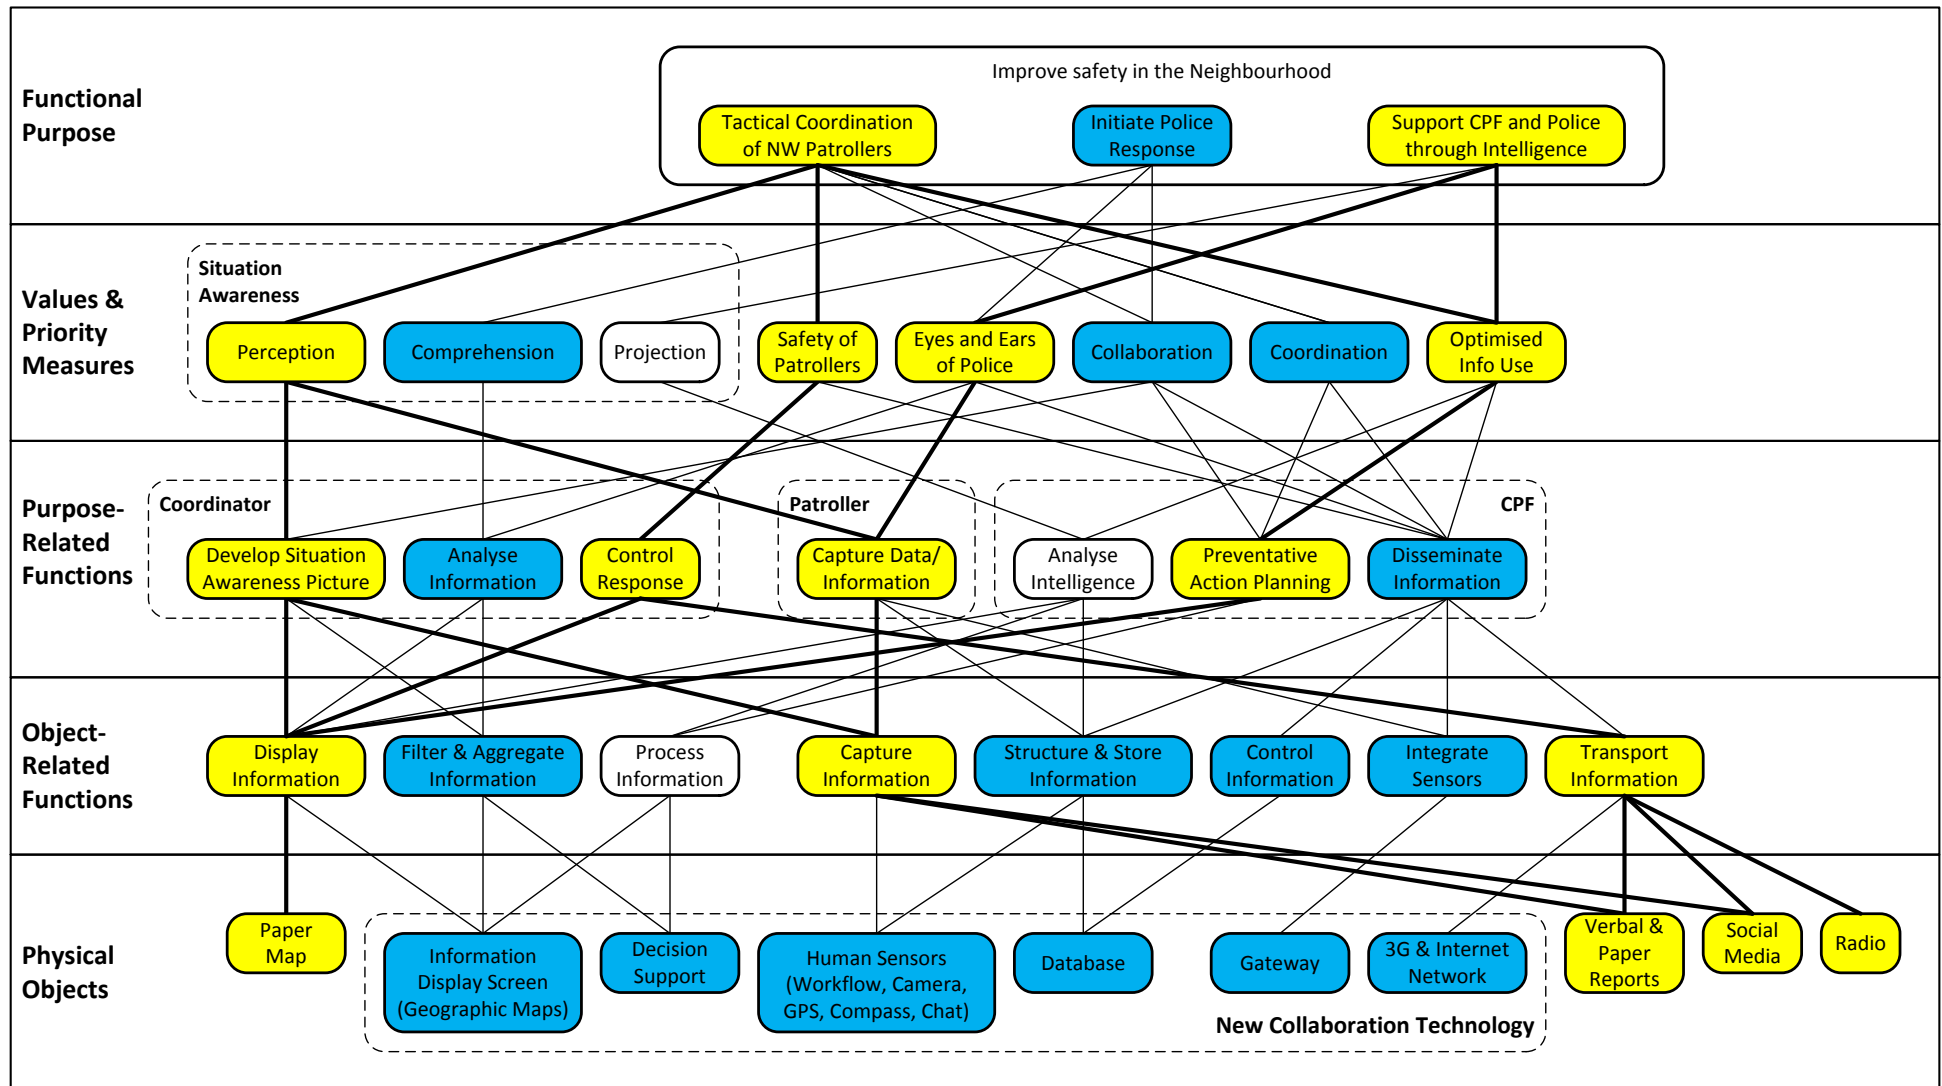 Functional
Purpose
Improve safety in the Neighbourhood
Tactical Coordination
of NW Patrollers
Initiate Police
Response
Support CPF and Police
through Intelligence
Values &
Priority
Measures
Situation
Awareness
Perception
Comprehension
Projection
Safety of
Patrollers
Eyes and Ears
of Police
Collaboration
Coordination
Optimised
Info Use
Purpose-
Related
Functions
Coordinator
Patroller
CPF
Develop Situation
Awareness Picture
Analyse
Information
Control
Response
Capture Data/
Information
Analyse
Intelligence
Preventative
Action Planning
Disseminate
Information
Object-
Related
Functions
Display
Information
Filter & Aggregate
Information
Process
Information
Capture
Information
Structure & Store
Information
Control
Information
Integrate
Sensors
Transport
Information
Physical
Objects
Paper
Map
Information
Display Screen
(Geographic Maps)
Decision
Support
Human Sensors
(Workflow, Camera,
GPS, Compass, Chat)
Database
Gateway
3G & Internet
Network
Verbal &
Paper
Reports
Social
Media
Radio
New Collaboration Technology